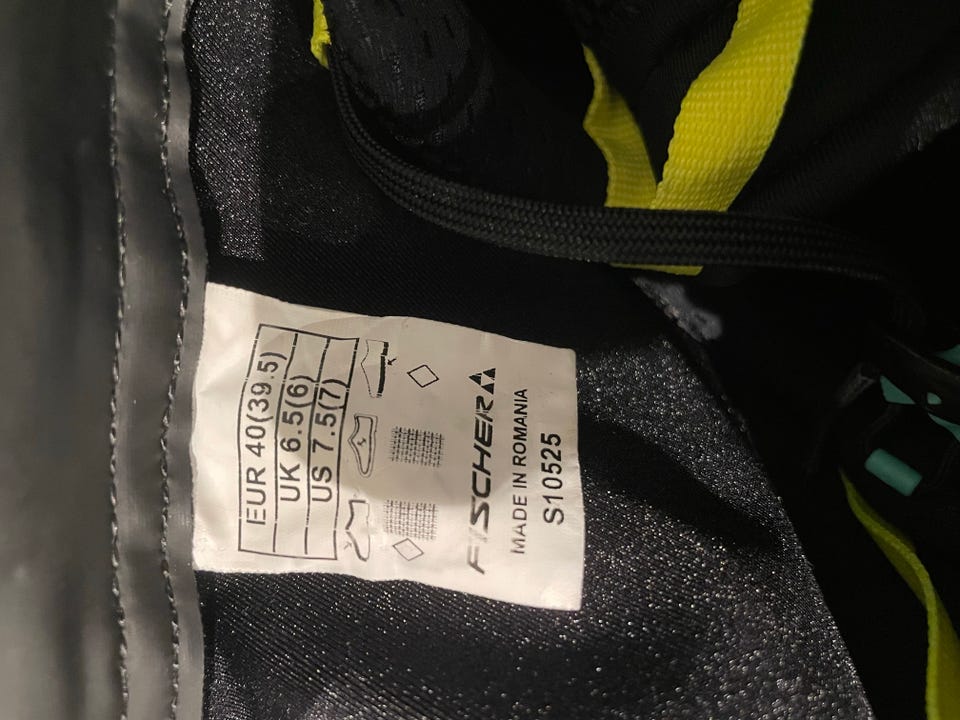 EUR 40(39.5)
UK 6.5(6)
US 7.5(7)
FISCHER
MADE IN ROMANIA
S10525